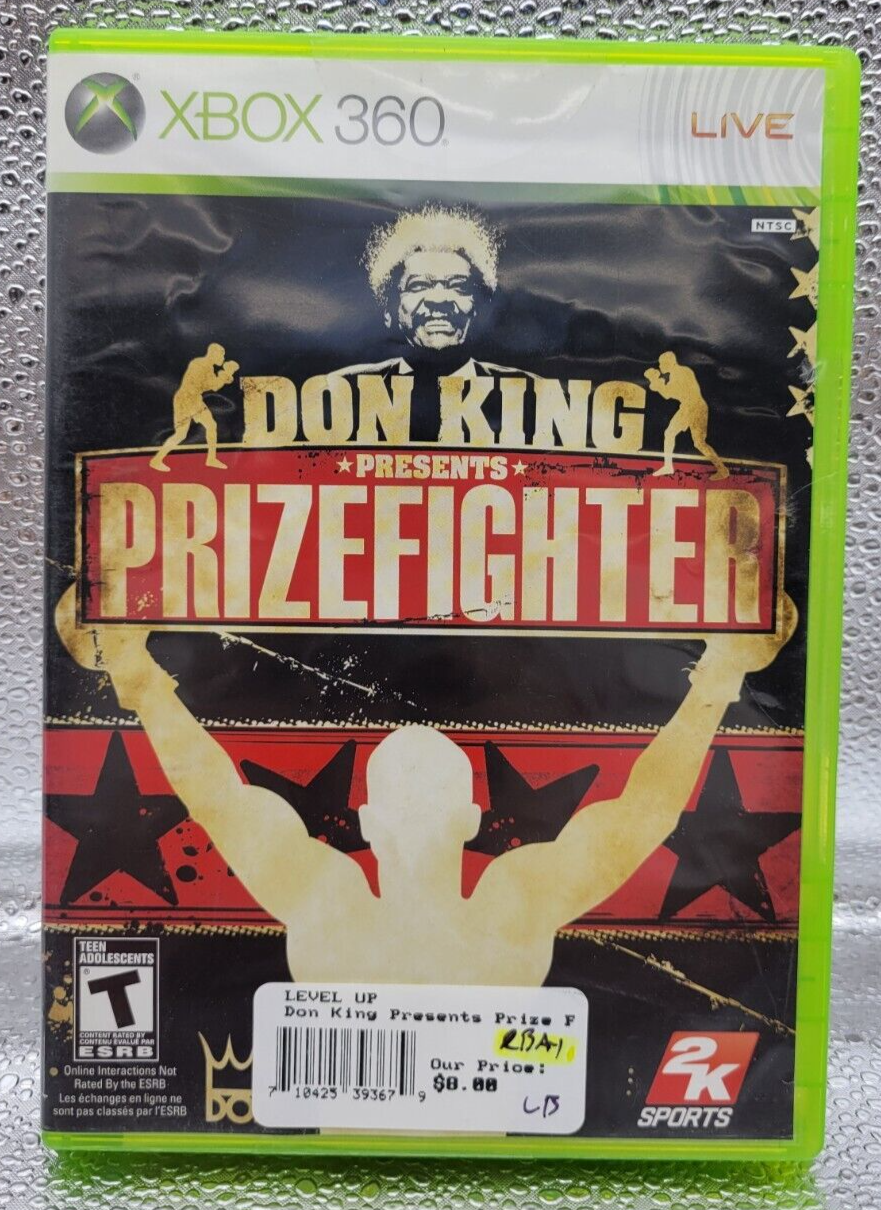 XBOX 360
LIVE
NTSC
DON KING
PRESENTS
PRIZEFIGHTER
TEEN
ADOLESCENTS
T
CONTENT RATED BY
CONTENU ÉVALUÉ PAR
ESRB
Online Interactions Not
Rated By the ESRB
Les échanges en ligne ne
sont pas classés par l'ESRB
DO
LEVEL UP
Don King Presents Prize F
RBA1
Our Price:
$8.00
LB
7 10425 39367 9
2K
SPORTS